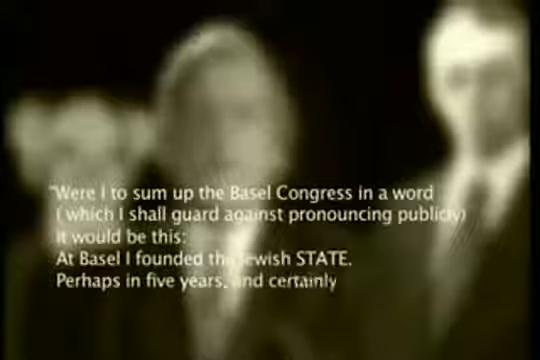 "Were I to sum up the Basel Congress in a word
(which I shall guard against pronouncing publicly)
it would be this:
At Basel I founded the Jewish STATE.
Perhaps in five years, and certainly